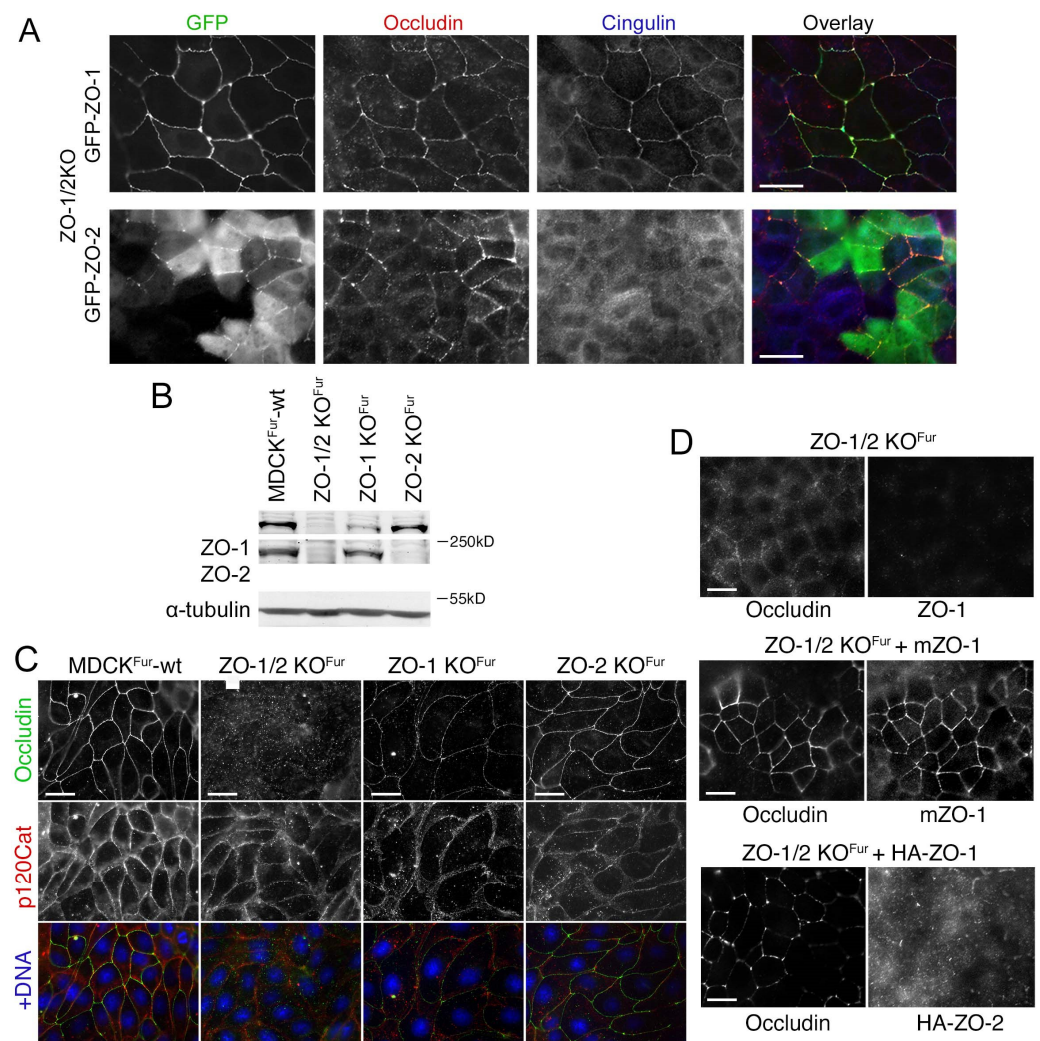 A
GFP
Occludin
Cingulin
Overlay
ZO-1/2KO
GFP-ZO-1
GFP-ZO-2
B
MDCKFur-wt
ZO-1/2 KOFur
ZO-1 KOFur
ZO-2 KOFur
ZO-1
ZO-2
α-tubulin
250kD
55kD
C
MDCKFur-wt
ZO-1/2 KOFur
ZO-1 KOFur
ZO-2 KOFur
Occludin
p120Cat
+DNA
D
ZO-1/2 KOFur
Occludin
ZO-1
ZO-1/2 KOFur + mZO-1
Occludin
mZO-1
ZO-1/2 KOFur + HA-ZO-1
Occludin
HA-ZO-2